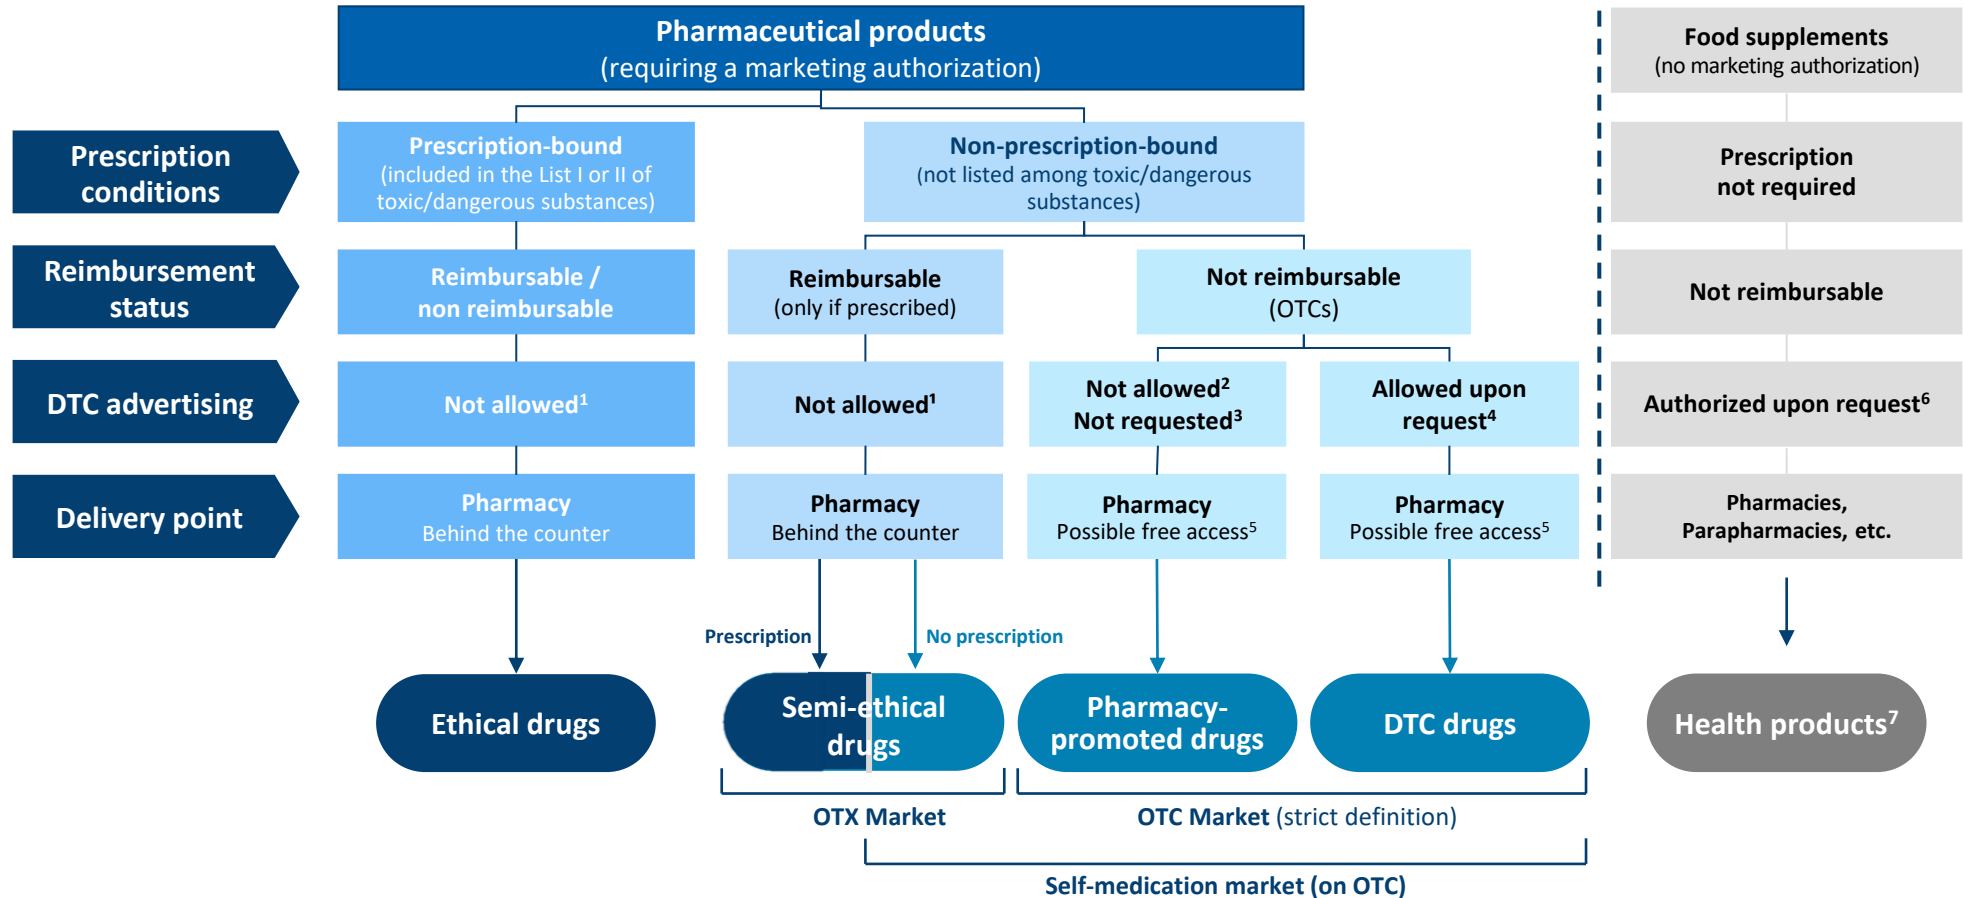 Pharmaceutical products
(requiring a marketing authorization)
Food supplements
(no marketing authorization)
Prescription
conditions
Prescription-bound
(included in the List I or II of
toxic/dangerous substances)
Non-prescription-bound
(not listed among toxic/dangerous
substances)
Prescription
not required
Reimbursement
status
Reimbursable /
non reimbursable
Reimbursable
(only if prescribed)
Not reimbursable
(OTCs)
Not reimbursable
DTC advertising
Not allowed¹
Not allowed¹
Not allowed²
Not requested³
Allowed upon
request⁴
Authorized upon request⁶
Delivery point
Pharmacy
Behind the counter
Pharmacy
Behind the counter
Pharmacy
Possible free access⁵
Pharmacy
Possible free access⁵
Pharmacies,
Parapharmacies, etc.
Prescription
No prescription
Ethical drugs
Semi-ethical
drugs
Pharmacy-
promoted drugs
DTC drugs
Health products⁷
OTX Market
OTC Market (strict definition)
Self-medication market (on OTC)